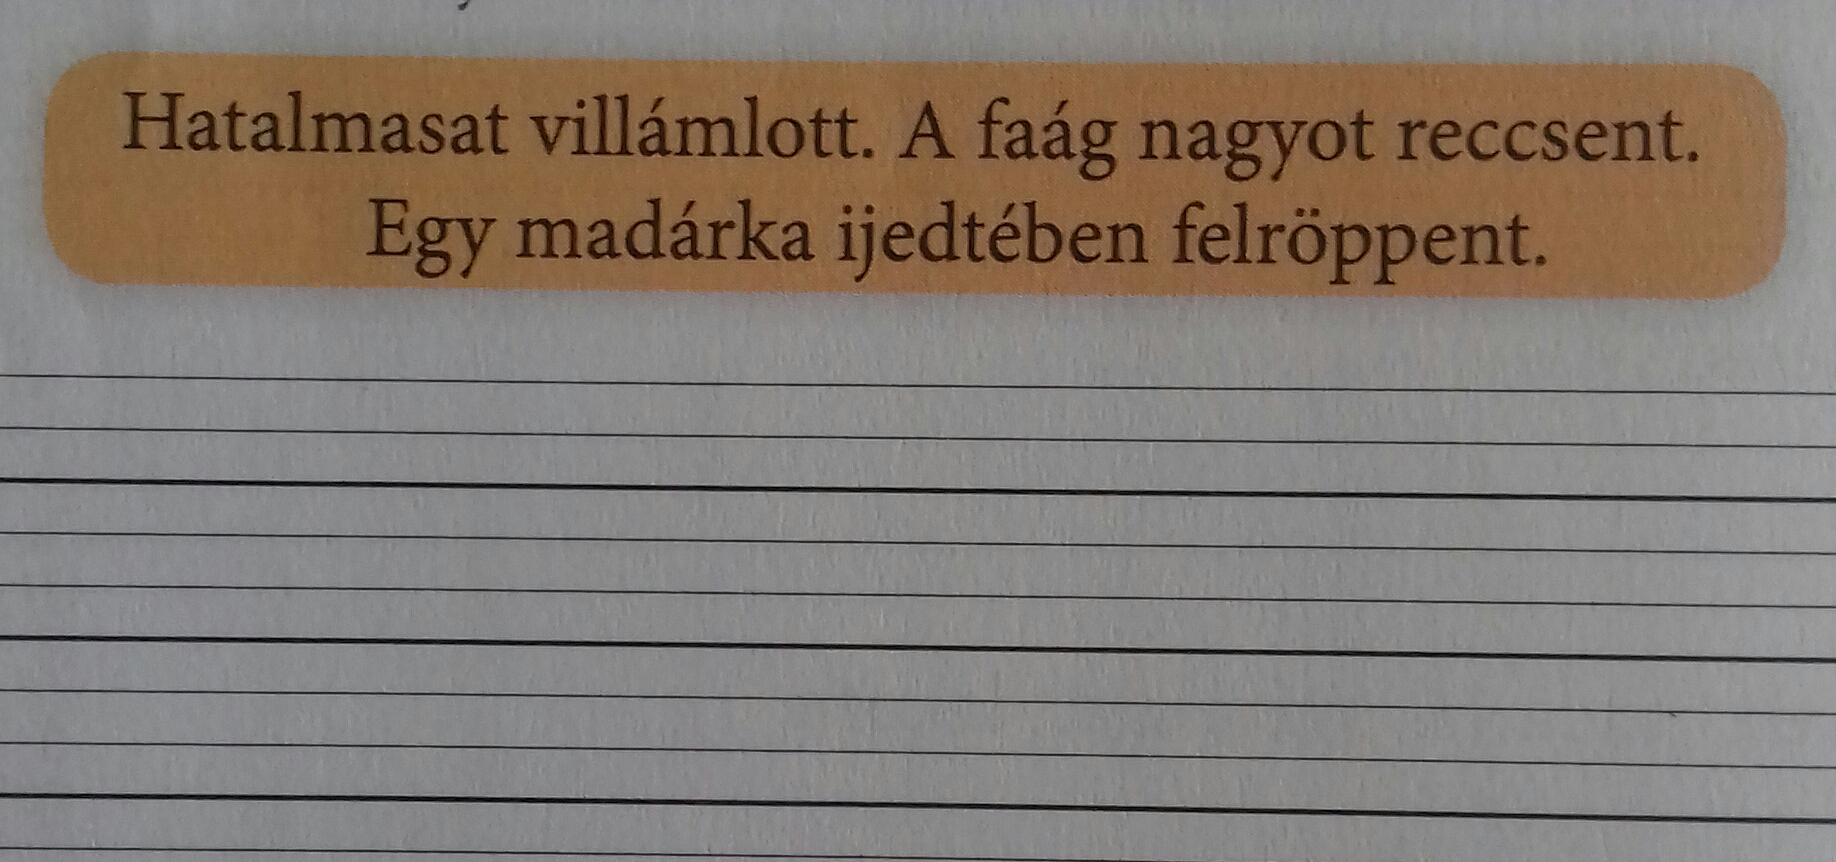 Hatalmasat villámlott. A faág nagyot reccsent.
Egy madárka ijedtében felröppent.